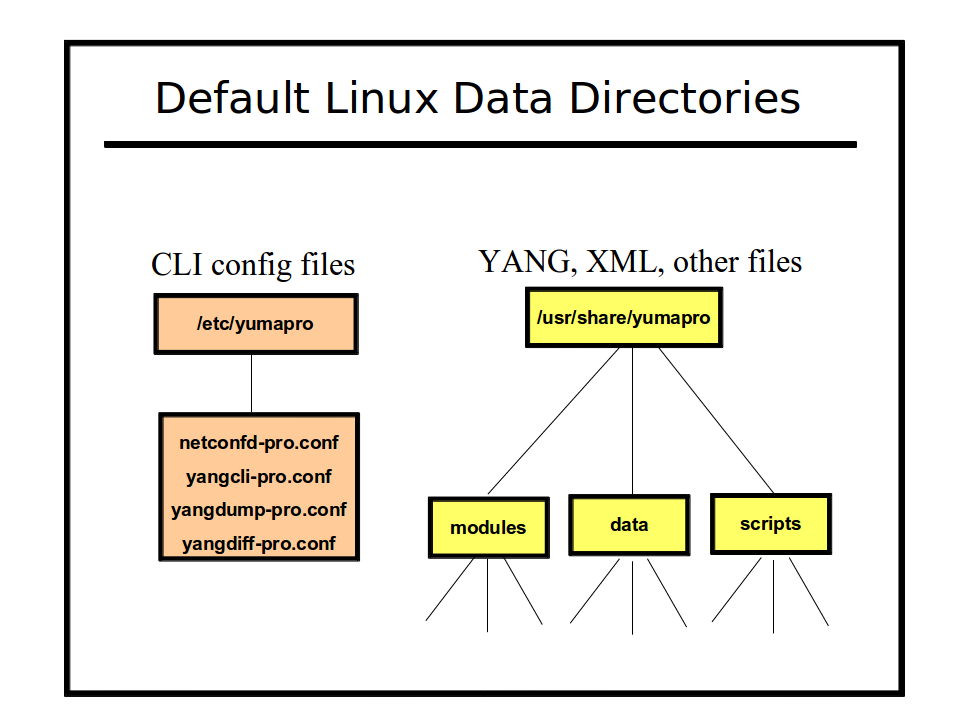 Default Linux Data Directories
CLI config files
/etc/yumapro
netconfd-pro.conf
yangcli-pro.conf
yangdump-pro.conf
yangdiff-pro.conf
YANG, XML, other files
/usr/share/yumapro
modules
data
scripts